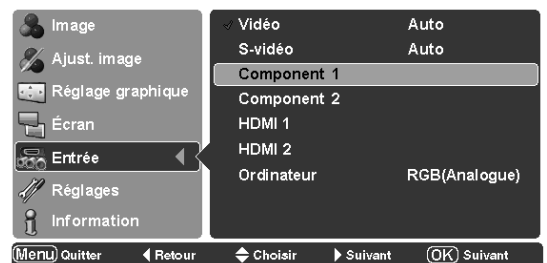 Image
Ajust. image
Réglage graphique
Écran
Entrée
Réglages
Information
Vidéo Auto
S-vidéo Auto
Component 1
Component 2
HDMI 1
HDMI 2
Ordinateur RGB(Analogue)
Menu Quitter Retour Choisir Suivant OK Suivant